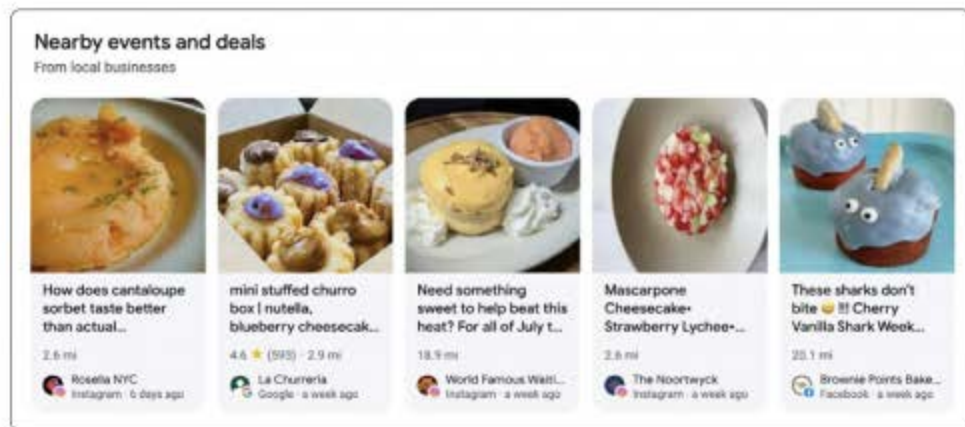 Nearby events and deals
From local businesses
How does cantaloupe
sorbet taste better
than actual...
2.6 mi
Rosella NYC
Instagram · 6 days ago
mini stuffed churro
box | nutella,
blueberry cheesecak...
4.6 ★ (593) · 2.9 mi
La Churreria
Google · a week ago
Need something
sweet to help beat this
heat? For all of July t...
18.9 mi
World Famous Waiti...
Instagram · a week ago
Mascarpone
Cheesecake•
Strawberry Lychee•...
2.6 mi
The Noortwyck
Instagram · a week ago
These sharks don't
bite 😄 !!! Cherry
Vanilla Shark Week...
20.1 mi
Brownie Points Bake...
Facebook · a week ago